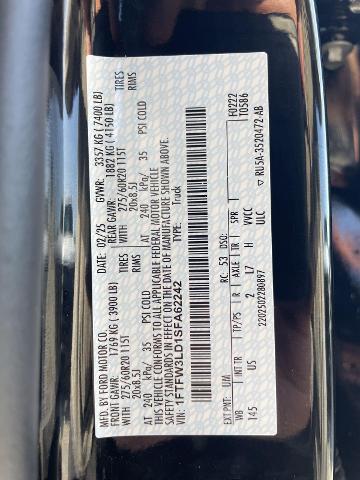 MFD. BY FORD MOTOR CO.
DATE: 02/25 GVWR: 3357 KG ( 7400 LB)
FRONT GAWR: 1769 KG ( 3900 LB) REAR GAWR: 1882 KG ( 4150 LB)
WITH 275/60R20 115T TIRES WITH 275/60R20 115T TIRES
20x8.5J RIMS 20x8.5J RIMS
AT 240 kPa/ 35 PSI COLD AT 240 kPa/ 35 PSI COLD
THIS VEHICLE CONFORMS TO ALL APPLICABLE FEDERAL MOTOR VEHICLE
SAFETY STANDARDS IN EFFECT ON THE DATE OF MANUFACTURE SHOWN ABOVE.
VIN: 1FTFW3LD1SFA62242 TYPE: Truck
F0222
T0586
EXT PNT: UM RC: 53 DSO:
WB INT TR TP/PS R AXLE TR SPR
145 US 2 L7 H VVCC
ULC
2202502280897
RU5A-3520472-AB